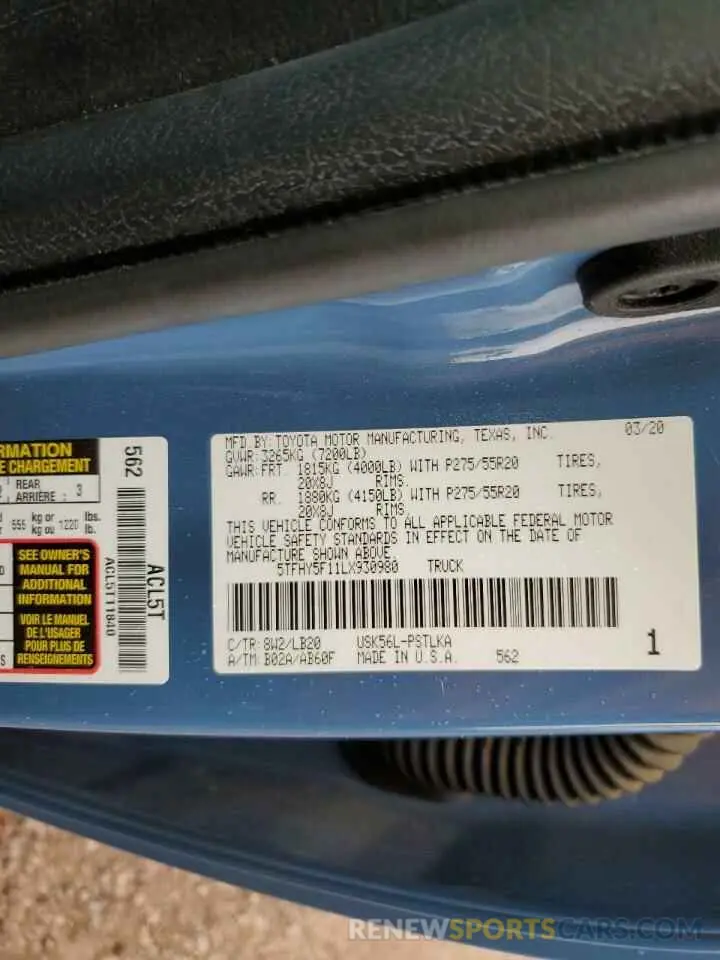 RMATION
E CHARGEMENT
REAR
ARRIÈRE : 3
555 kg or
kg ou 1220 lbs.
lb.
SEE OWNER'S
MANUAL FOR
ADDITIONAL
INFORMATION
VOIR LE MANUEL
DE L'USAGER
POUR PLUS DE
RENSEIGNEMENTS
562
ACL5T
ACL5T11840
MFD.BY:TOYOTA MOTOR MANUFACTURING, TEXAS, INC. 03/20
GVWR:3265KG (7200LB)
GAWR:FRT. 1815KG (4000LB) WITH P275/55R20 TIRES,
20X8J RIMS.
RR. 1880KG (4150LB) WITH P275/55R20 TIRES,
20X8J RIMS.
THIS VEHICLE CONFORMS TO ALL APPLICABLE FEDERAL MOTOR
VEHICLE SAFETY STANDARDS IN EFFECT ON THE DATE OF
MANUFACTURE SHOWN ABOVE.
5TFHY5F11LX930980 TRUCK
C/TR:8W2/LB20 USK56L-PSTLKA
A/TM:B02A/AB60F MADE IN U.S.A. 562
1
RENEWSPORTSCARS.COM